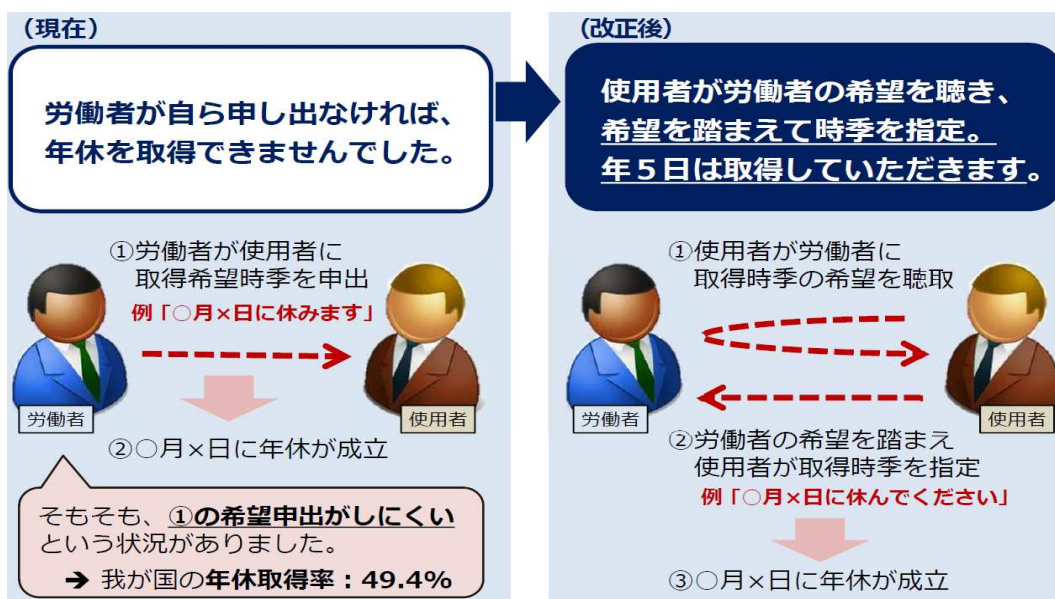 （現在）
労働者が自ら申し出なければ、
年休を取得できませんでした。
①労働者が使用者に
取得希望時季を申出
例「○月×日に休みます」
労働者
使用者
②○月×日に年休が成立
そもそも、①の希望申出がしにくい
という状況がありました。
➔ 我が国の年休取得率：49.4%
（改正後）
使用者が労働者の希望を聴き、
希望を踏まえて時季を指定。
年５日は取得していただきます。
①使用者が労働者に
取得時季の希望を聴取
労働者
使用者
②労働者の希望を踏まえ
使用者が取得時季を指定
例「○月×日に休んでください」
③○月×日に年休が成立